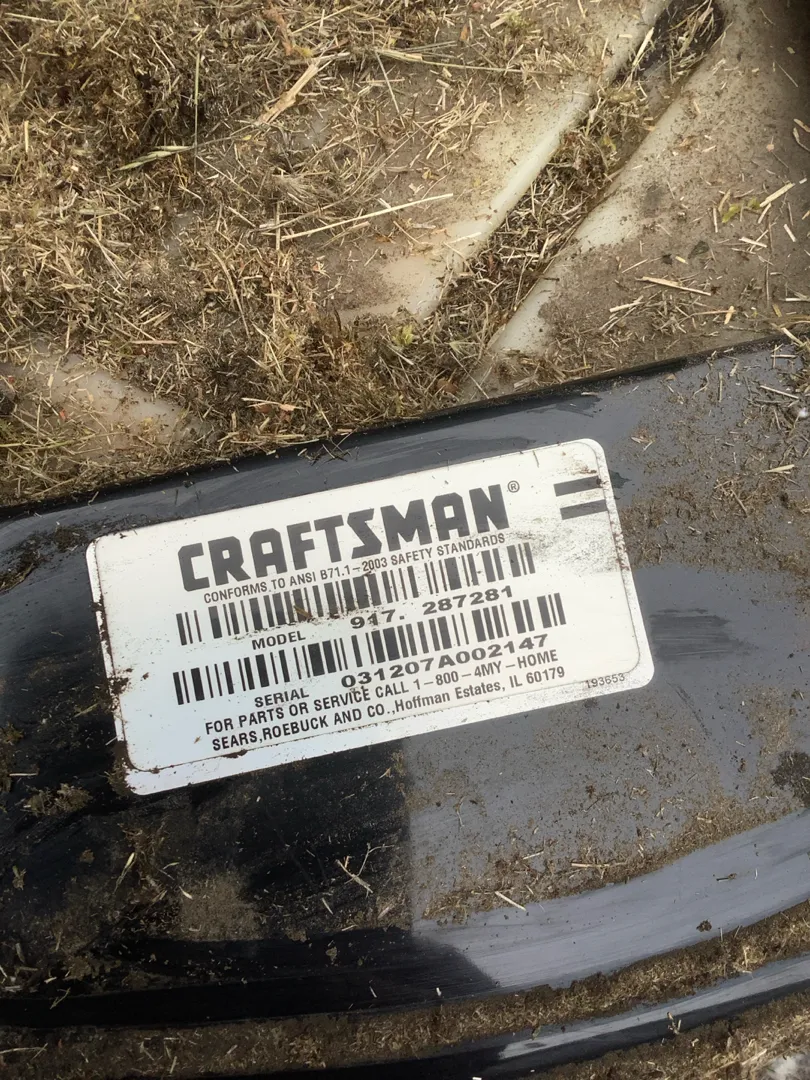 CRAFTSMAN®
CONFORMS TO ANSI B71.1-2003 SAFETY STANDARDS
MODEL 917. 287281
SERIAL 031207A002147
FOR PARTS OR SERVICE CALL 1-800-4MY-HOME
SEARS,ROEBUCK AND CO.,Hoffman Estates, IL 60179
193653